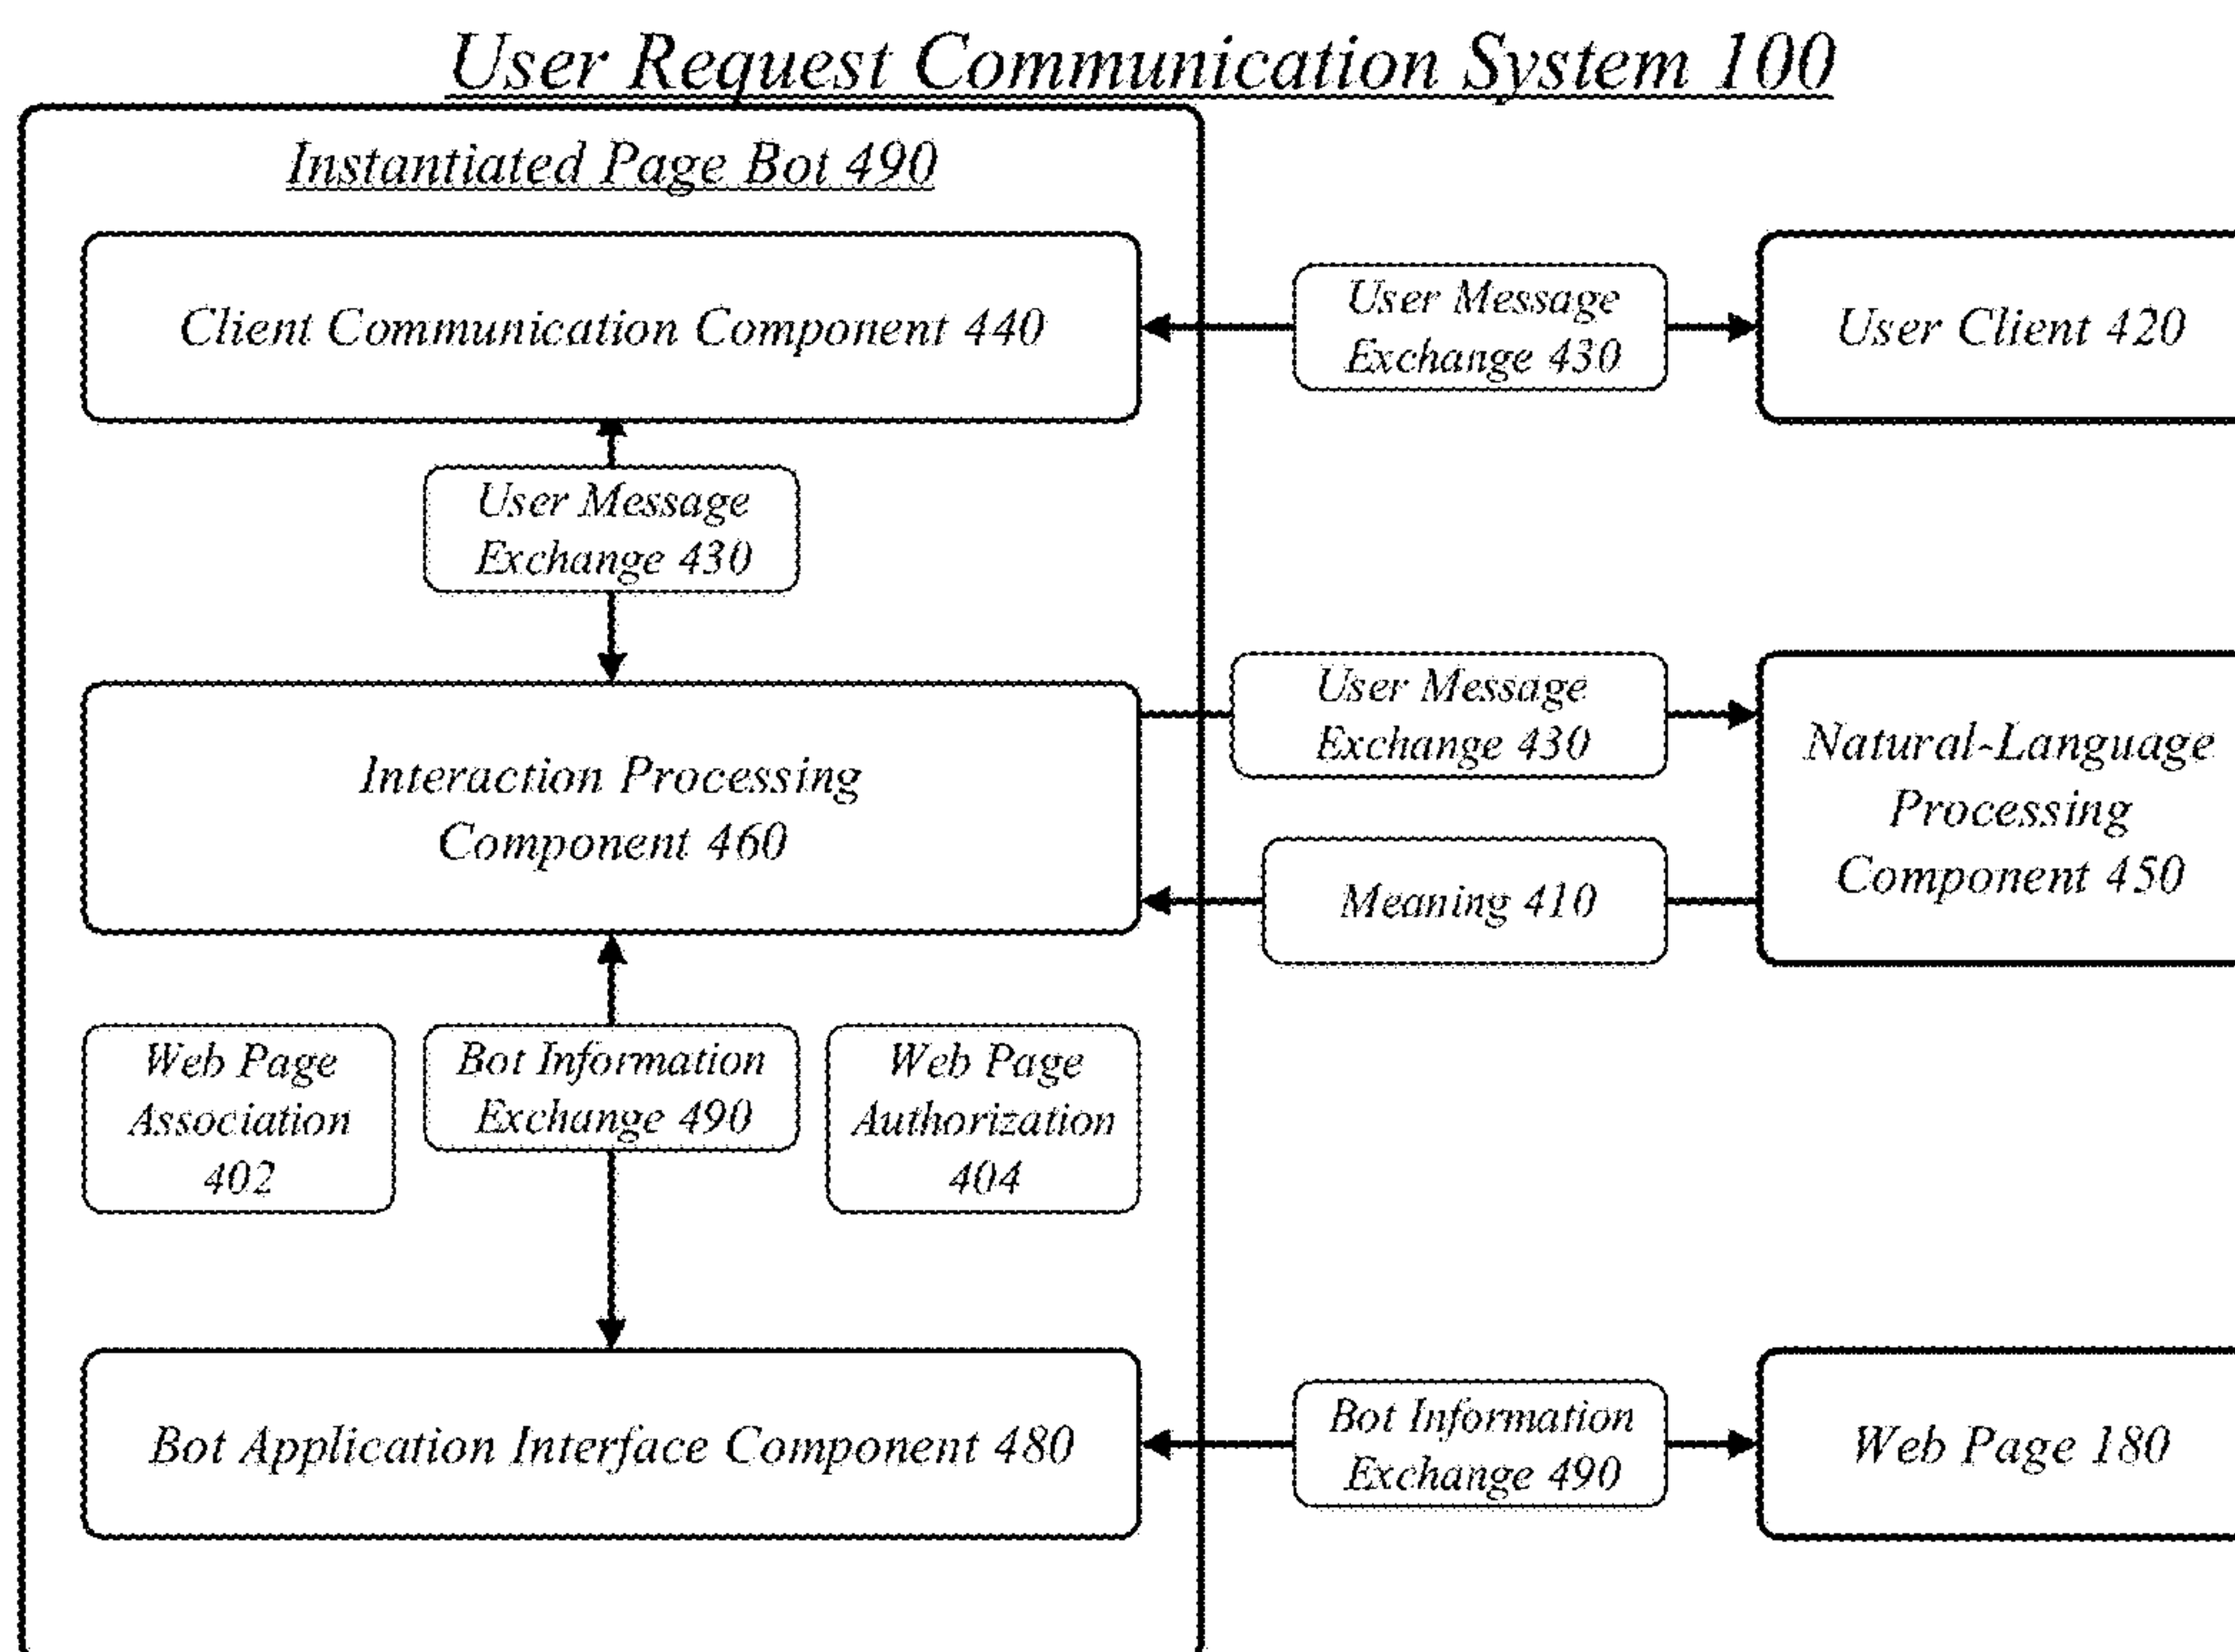 User Request Communication System 100
Instantiated Page Bot 490
Client Communication Component 440
User Message
Exchange 430
User Client 420
User Message
Exchange 430
Interaction Processing
Component 460
User Message
Exchange 430
Meaning 410
Natural-Language
Processing
Component 450
Web Page
Association
402
Bot Information
Exchange 490
Web Page
Authorization
404
Bot Application Interface Component 480
Bot Information
Exchange 490
Web Page 180